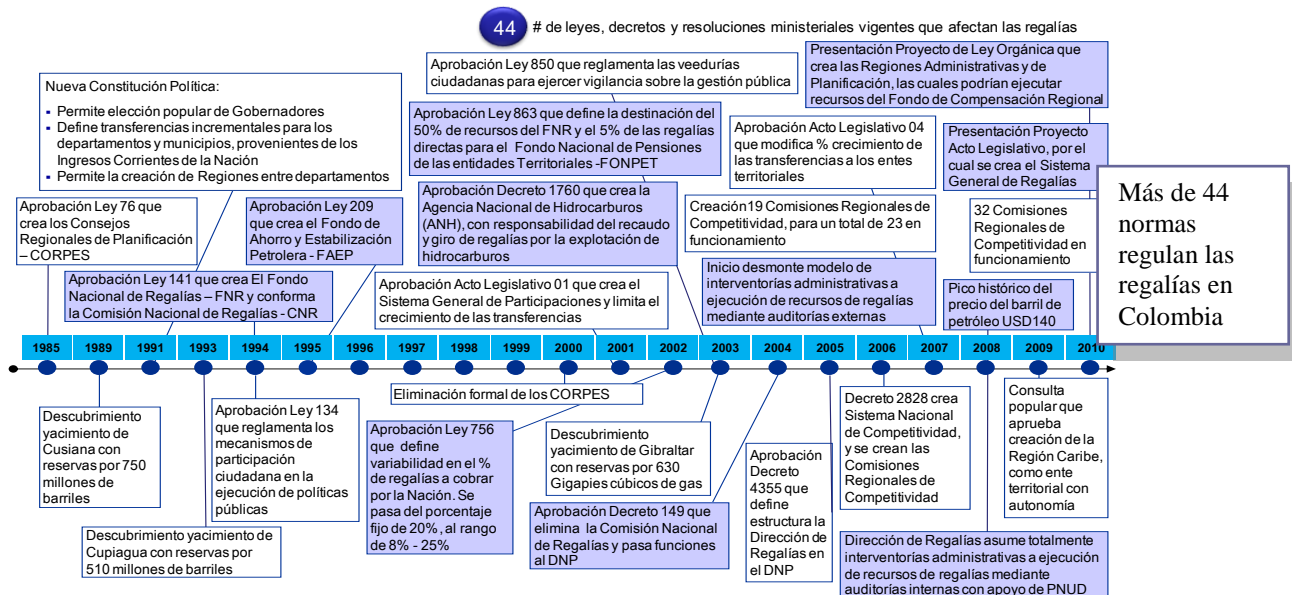 44 # de leyes, decretos y resoluciones ministeriales vigentes que afectan las regalías
Nueva Constitución Política:
▪ Permite elección popular de Gobernadores
▪ Define transferencias incrementales para los
departamentos y municipios, provenientes de los
Ingresos Corrientes de la Nación
▪ Permite la creación de Regiones entre departamentos
Aprobación Ley 850 que reglamenta las veedurías
ciudadanas para ejercer vigilancia sobre la gestión pública
Presentación Proyecto de Ley Orgánica que
crea las Regiones Administrativas y de
Planificación, las cuales podrían ejecutar
recursos del Fondo de Compensación Regional
Aprobación Ley 863 que define la destinación del
50% de recursos del FNR y el 5% de las regalías
directas para el Fondo Nacional de Pensiones
de las entidades Territoriales -FONPET
Aprobación Acto Legislativo 04
que modifica % crecimiento de
las transferencias a los entes
territoriales
Presentación Proyecto
Acto Legislativo, por el
cual se crea el Sistema
General de Regalías
Más de 44
normas
regulan las
regalías en
Colombia
Aprobación Ley 76 que
crea los Consejos
Regionales de Planificación
– CORPES
Aprobación Ley 209
que crea el Fondo de
Ahorro y Estabilización
Petrolera - FAEP
Aprobación Decreto 1760 que crea la
Agencia Nacional de Hidrocarburos
(ANH), con responsabilidad del recaudo
y giro de regalías por la explotación de
hidrocarburos
Creación 19 Comisiones Regionales de
Competitividad, para un total de 23 en
funcionamiento
32 Comisiones
Regionales de
Competitividad en
funcionamiento
Aprobación Ley 141 que crea El Fondo
Nacional de Regalías – FNR y conforma
la Comisión Nacional de Regalías - CNR
Aprobación Acto Legislativo 01 que crea el
Sistema General de Participaciones y limita el
crecimiento de las transferencias
Inicio desmonte modelo de
interventorías administrativas a
ejecución de recursos de regalías
mediante auditorías externas
Pico histórico del
precio del barril de
petróleo USD140
1985 1989 1991 1993 1994 1995 1996 1997 1998 1999 2000 2001 2002 2003 2004 2005 2006 2007 2008 2009 2010
Descubrimiento
yacimiento de
Cusiana con
reservas por 750
millones de
barriles
Descubrimiento yacimiento de
Cupiagua con reservas por
510 millones de barriles
Aprobación Ley 134
que reglamenta los
mecanismos de
participación
ciudadana en la
ejecución de políticas
públicas
Eliminación formal de los CORPES
Aprobación Ley 756
que define
variabilidad en el %
de regalías a cobrar
por la Nación. Se
pasa del porcentaje
fijo de 20%, al rango
de 8% - 25%
Descubrimiento
yacimiento de Gibraltar
con reservas por 630
Gigapies cúbicos de gas
Aprobación Decreto 149 que
elimina la Comisión Nacional
de Regalías y pasa funciones
al DNP
Aprobación
Decreto
4355 que
define
estructura la
Dirección de
Regalías en
el DNP
Decreto 2828 crea
Sistema Nacional
de Competitividad,
y se crean las
Comisiones
Regionales de
Competitividad
Consulta
popular que
aprueba
creación de la
Región Caribe,
como ente
territorial con
autonomía
Dirección de Regalías asume totalmente
interventorías administrativas a ejecución
de recursos de regalías mediante
auditorías internas con apoyo de PNUD